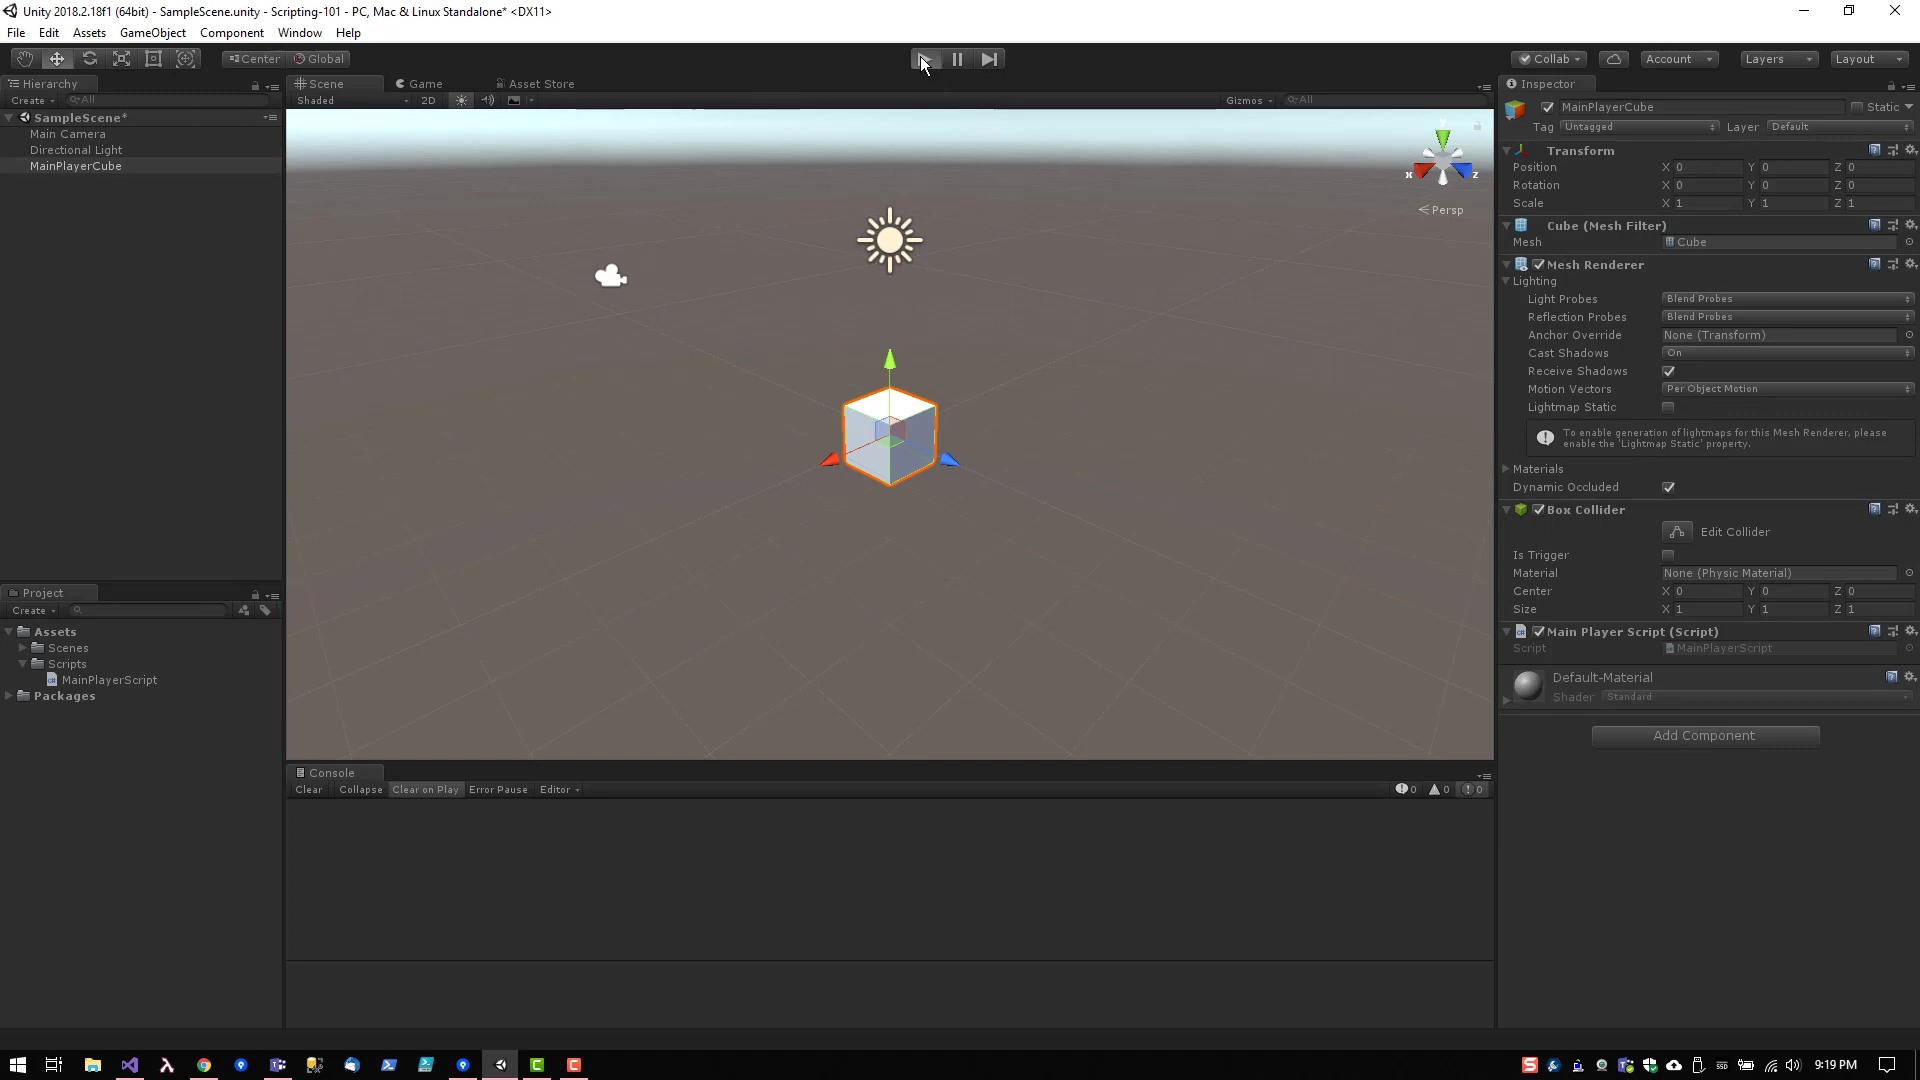 Unity 2018.2.18f1 (64bit) - SampleScene.unity - Scripting-101 - PC, Mac & Linux Standalone* <DX11>
File Edit Assets GameObject Component Window Help
Center Global
Collab Account Layers Layout
Hierarchy
Create All
SampleScene*
Main Camera
Directional Light
MainPlayerCube
Scene Game Asset Store
Shaded 2D Gizmos All
y
x z
Persp
Inspector
MainPlayerCube Static
Tag Untagged Layer Default
Transform
Position X 0 Y 0 Z 0
Rotation X 0 Y 0 Z 0
Scale X 1 Y 1 Z 1
Cube (Mesh Filter)
Mesh Cube
Mesh Renderer
Lighting
Light Probes Blend Probes
Reflection Probes Blend Probes
Anchor Override None (Transform)
Cast Shadows On
Receive Shadows
Motion Vectors Per Object Motion
Lightmap Static
To enable generation of lightmaps for this Mesh Renderer, please
enable the 'Lightmap Static' property.
Materials
Dynamic Occluded
Box Collider
Edit Collider
Is Trigger
Material None (Physic Material)
Center X 0 Y 0 Z 0
Size X 1 Y 1 Z 1
Main Player Script (Script)
Script MainPlayerScript
Default-Material
Shader Standard
Add Component
Project
Create
Assets
Scenes
Scripts
MainPlayerScript
Packages
Console
Clear Collapse Clear on Play Error Pause Editor 0 0 0
9:19 PM